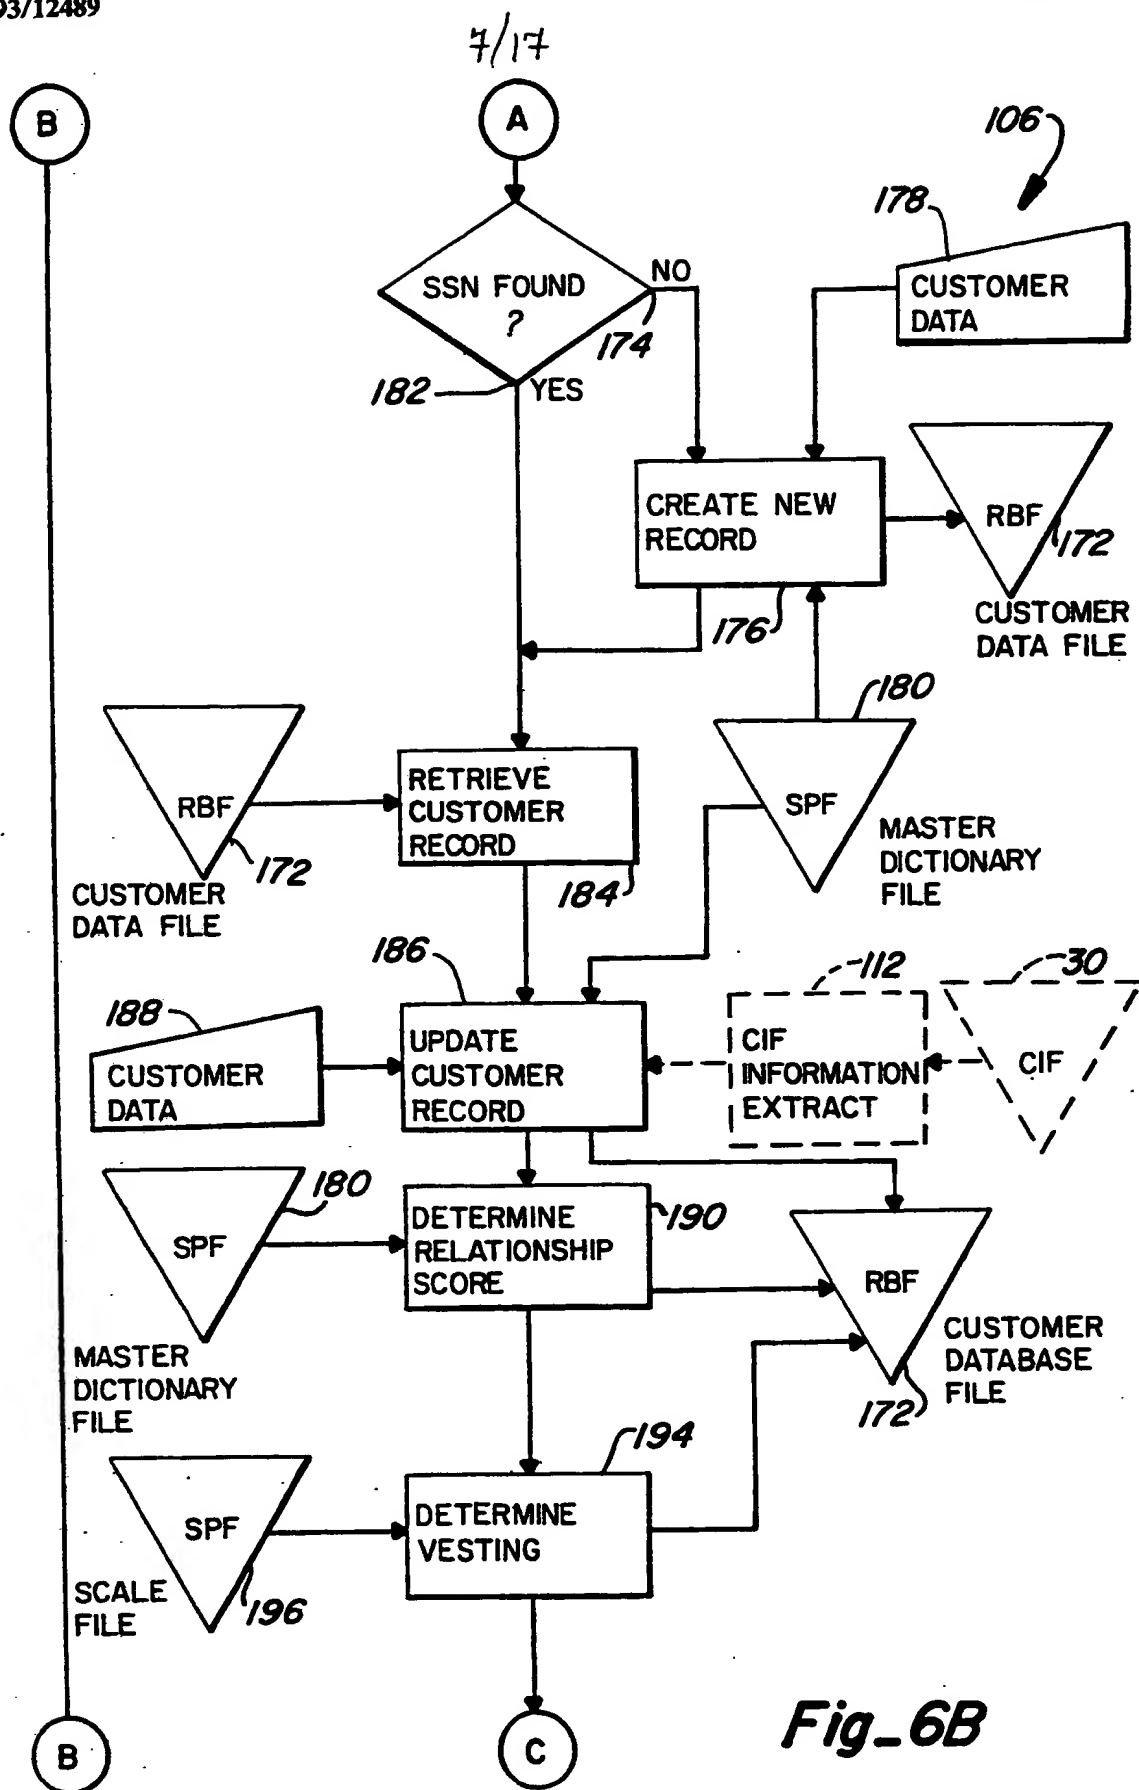 93/12489
7/17
B
A
106
178
SSN FOUND
?
NO
174
CUSTOMER
DATA
182
YES
CREATE NEW
RECORD
RBF
172
176
CUSTOMER
DATA FILE
180
RBF
172
CUSTOMER
DATA FILE
RETRIEVE
CUSTOMER
RECORD
184
SPF
MASTER
DICTIONARY
FILE
186
112
30
188
CUSTOMER
DATA
UPDATE
CUSTOMER
RECORD
CIF
INFORMATION
EXTRACT
CIF
180
SPF
MASTER
DICTIONARY
FILE
DETERMINE
RELATIONSHIP
SCORE
190
RBF
CUSTOMER
DATABASE
FILE
172
194
SPF
SCALE
FILE
196
DETERMINE
VESTING
B
C
Fig_6B